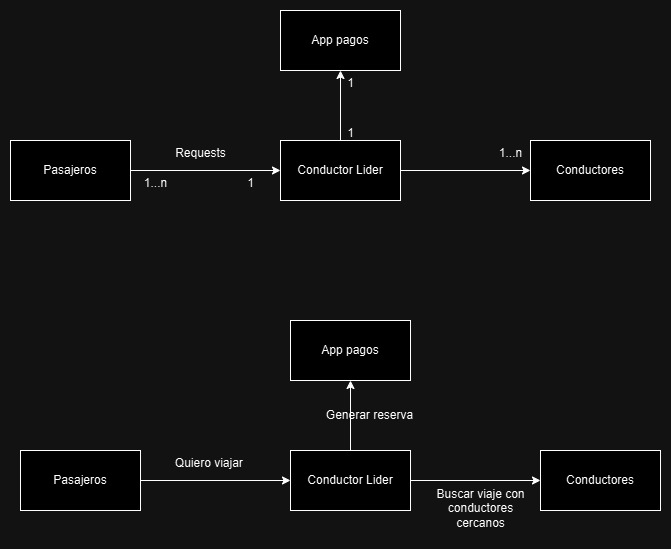 App pagos
1
1
Requests
Pasajeros
Conductor Lider
1...n
Conductores
1...n
1
App pagos
Generar reserva
Quiero viajar
Pasajeros
Conductor Lider
Conductores
Buscar viaje con
conductores
cercanos